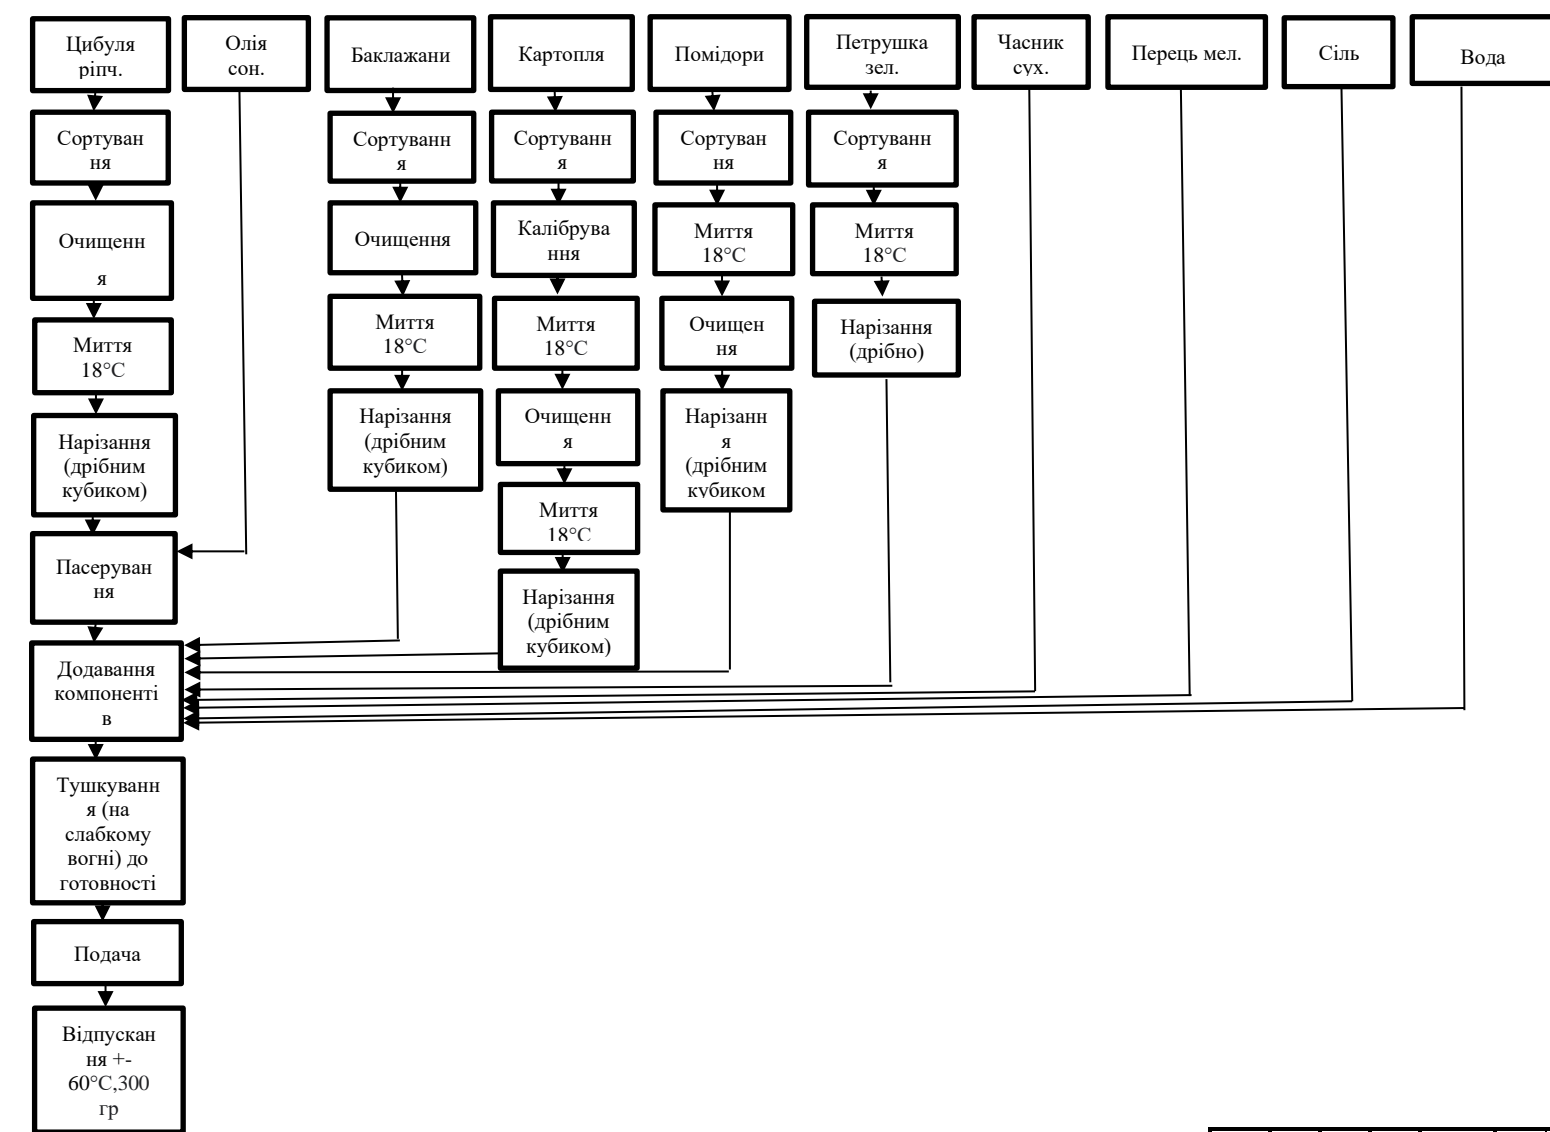 Цибуля
ріпч.
Олія
сон.
Баклажани
Картопля
Помідори
Петрушка
зел.
Часник
сух.
Перець мел.
Сіль
Вода
Сортуван
ня
Очищенн
я
Миття
18°С
Нарізання
(дрібним
кубиком)
Пасеруван
ня
Додавання
компоненті
в
Тушкуванн
я (на
слабкому
вогні) до
готовності
Подача
Відпускан
ня +-
60°С,300
гр
Сортуванн
я
Очищення
Миття
18°С
Нарізання
(дрібним
кубиком)
Сортуванн
я
Калібрува
ння
Миття
18°С
Очищенн
я
Миття
18°С
Нарізання
(дрібним
кубиком)
Сортуван
ня
Миття
18°С
Очищен
ня
Нарізанн
я
(дрібним
кубиком
Сортуванн
я
Миття
18°С
Нарізання
(дрібно)